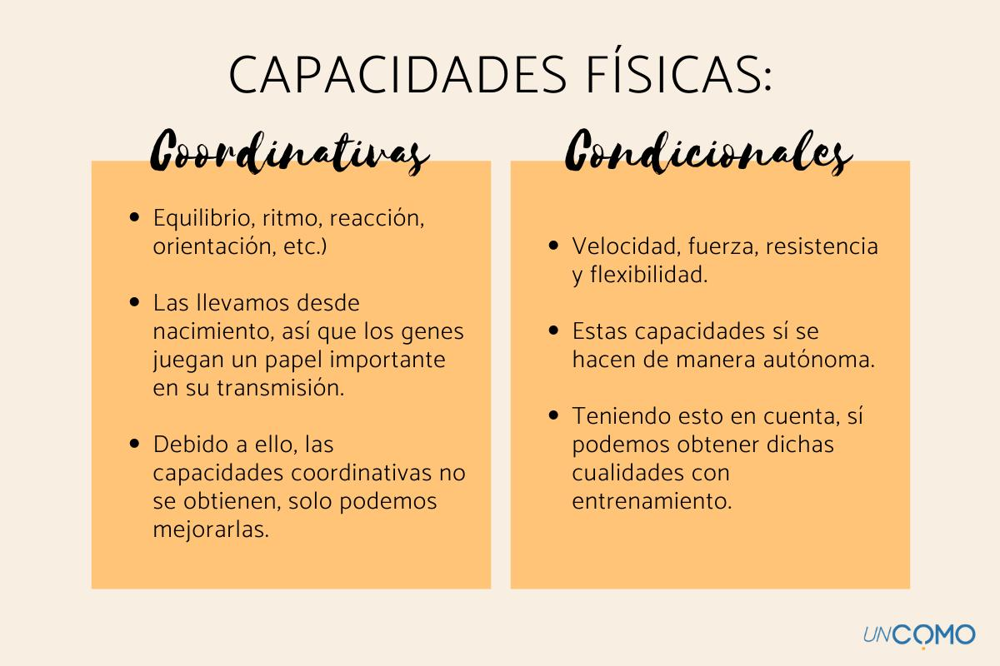 CAPACIDADES FÍSICAS:
Coordinativas
• Equilibrio, ritmo, reacción,
orientación, etc.)
• Las llevamos desde
nacimiento, así que los genes
juegan un papel importante
en su transmisión.
• Debido a ello, las
capacidades coordinativas no
se obtienen, solo podemos
mejorarlas.
Condicionales
• Velocidad, fuerza, resistencia
y flexibilidad.
• Estas capacidades sí se
hacen de manera autónoma.
• Teniendo esto en cuenta, sí
podemos obtener dichas
cualidades con
entrenamiento.
UNCOMO